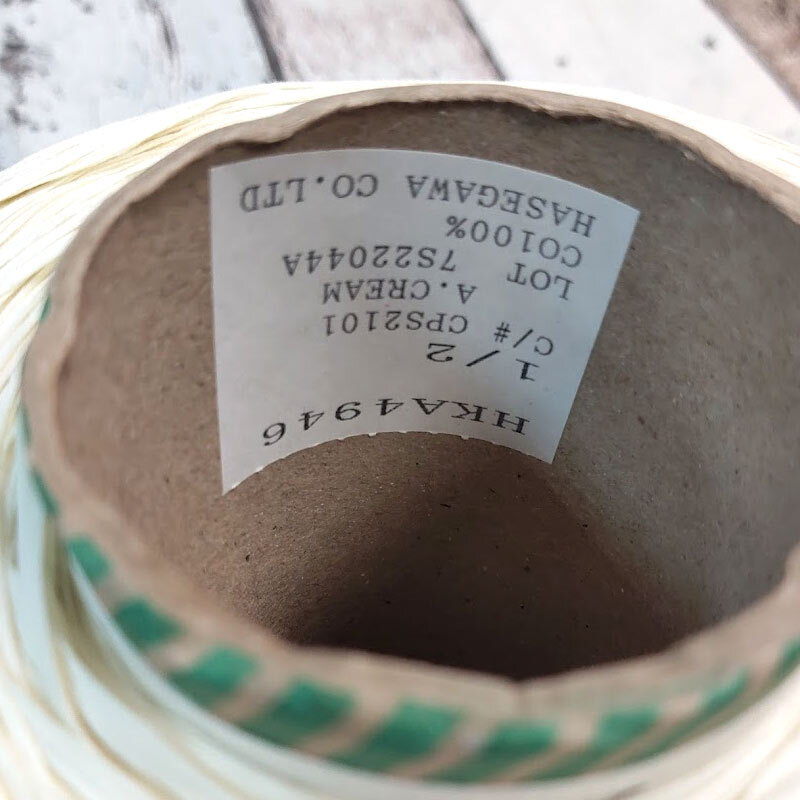 HKA4946
1/2
C/# CPS2101
A.CREAM
LOT 7S22044A
CO100%
HASEGAWA CO.LTD